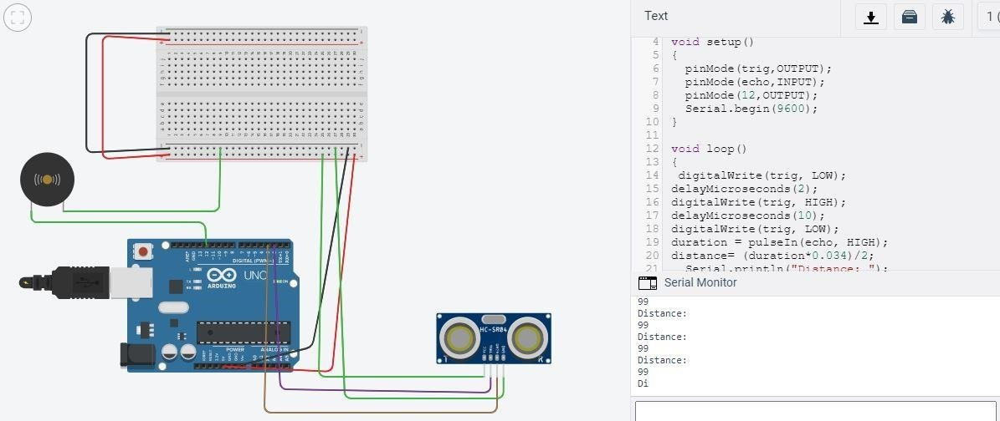 Text
1 (
4 void setup()
5 {
6 pinMode(trig,OUTPUT);
7 pinMode(echo,INPUT);
8 pinMode(12,OUTPUT);
9 Serial.begin(9600);
10 }
11
12 void loop()
13 {
14 digitalWrite(trig, LOW);
15 delayMicroseconds(2);
16 digitalWrite(trig, HIGH);
17 delayMicroseconds(10);
18 digitalWrite(trig, LOW);
19 duration = pulseIn(echo, HIGH);
20 distance= (duration*0.034)/2;
21 Serial.println("Distance: ");
Serial Monitor
99
Distance:
99
Distance:
99
Distance:
99
Di
DIGITAL (PWM~)
UNO
ARDUINO
POWER
ANALOG IN
HC-SR04
T
R